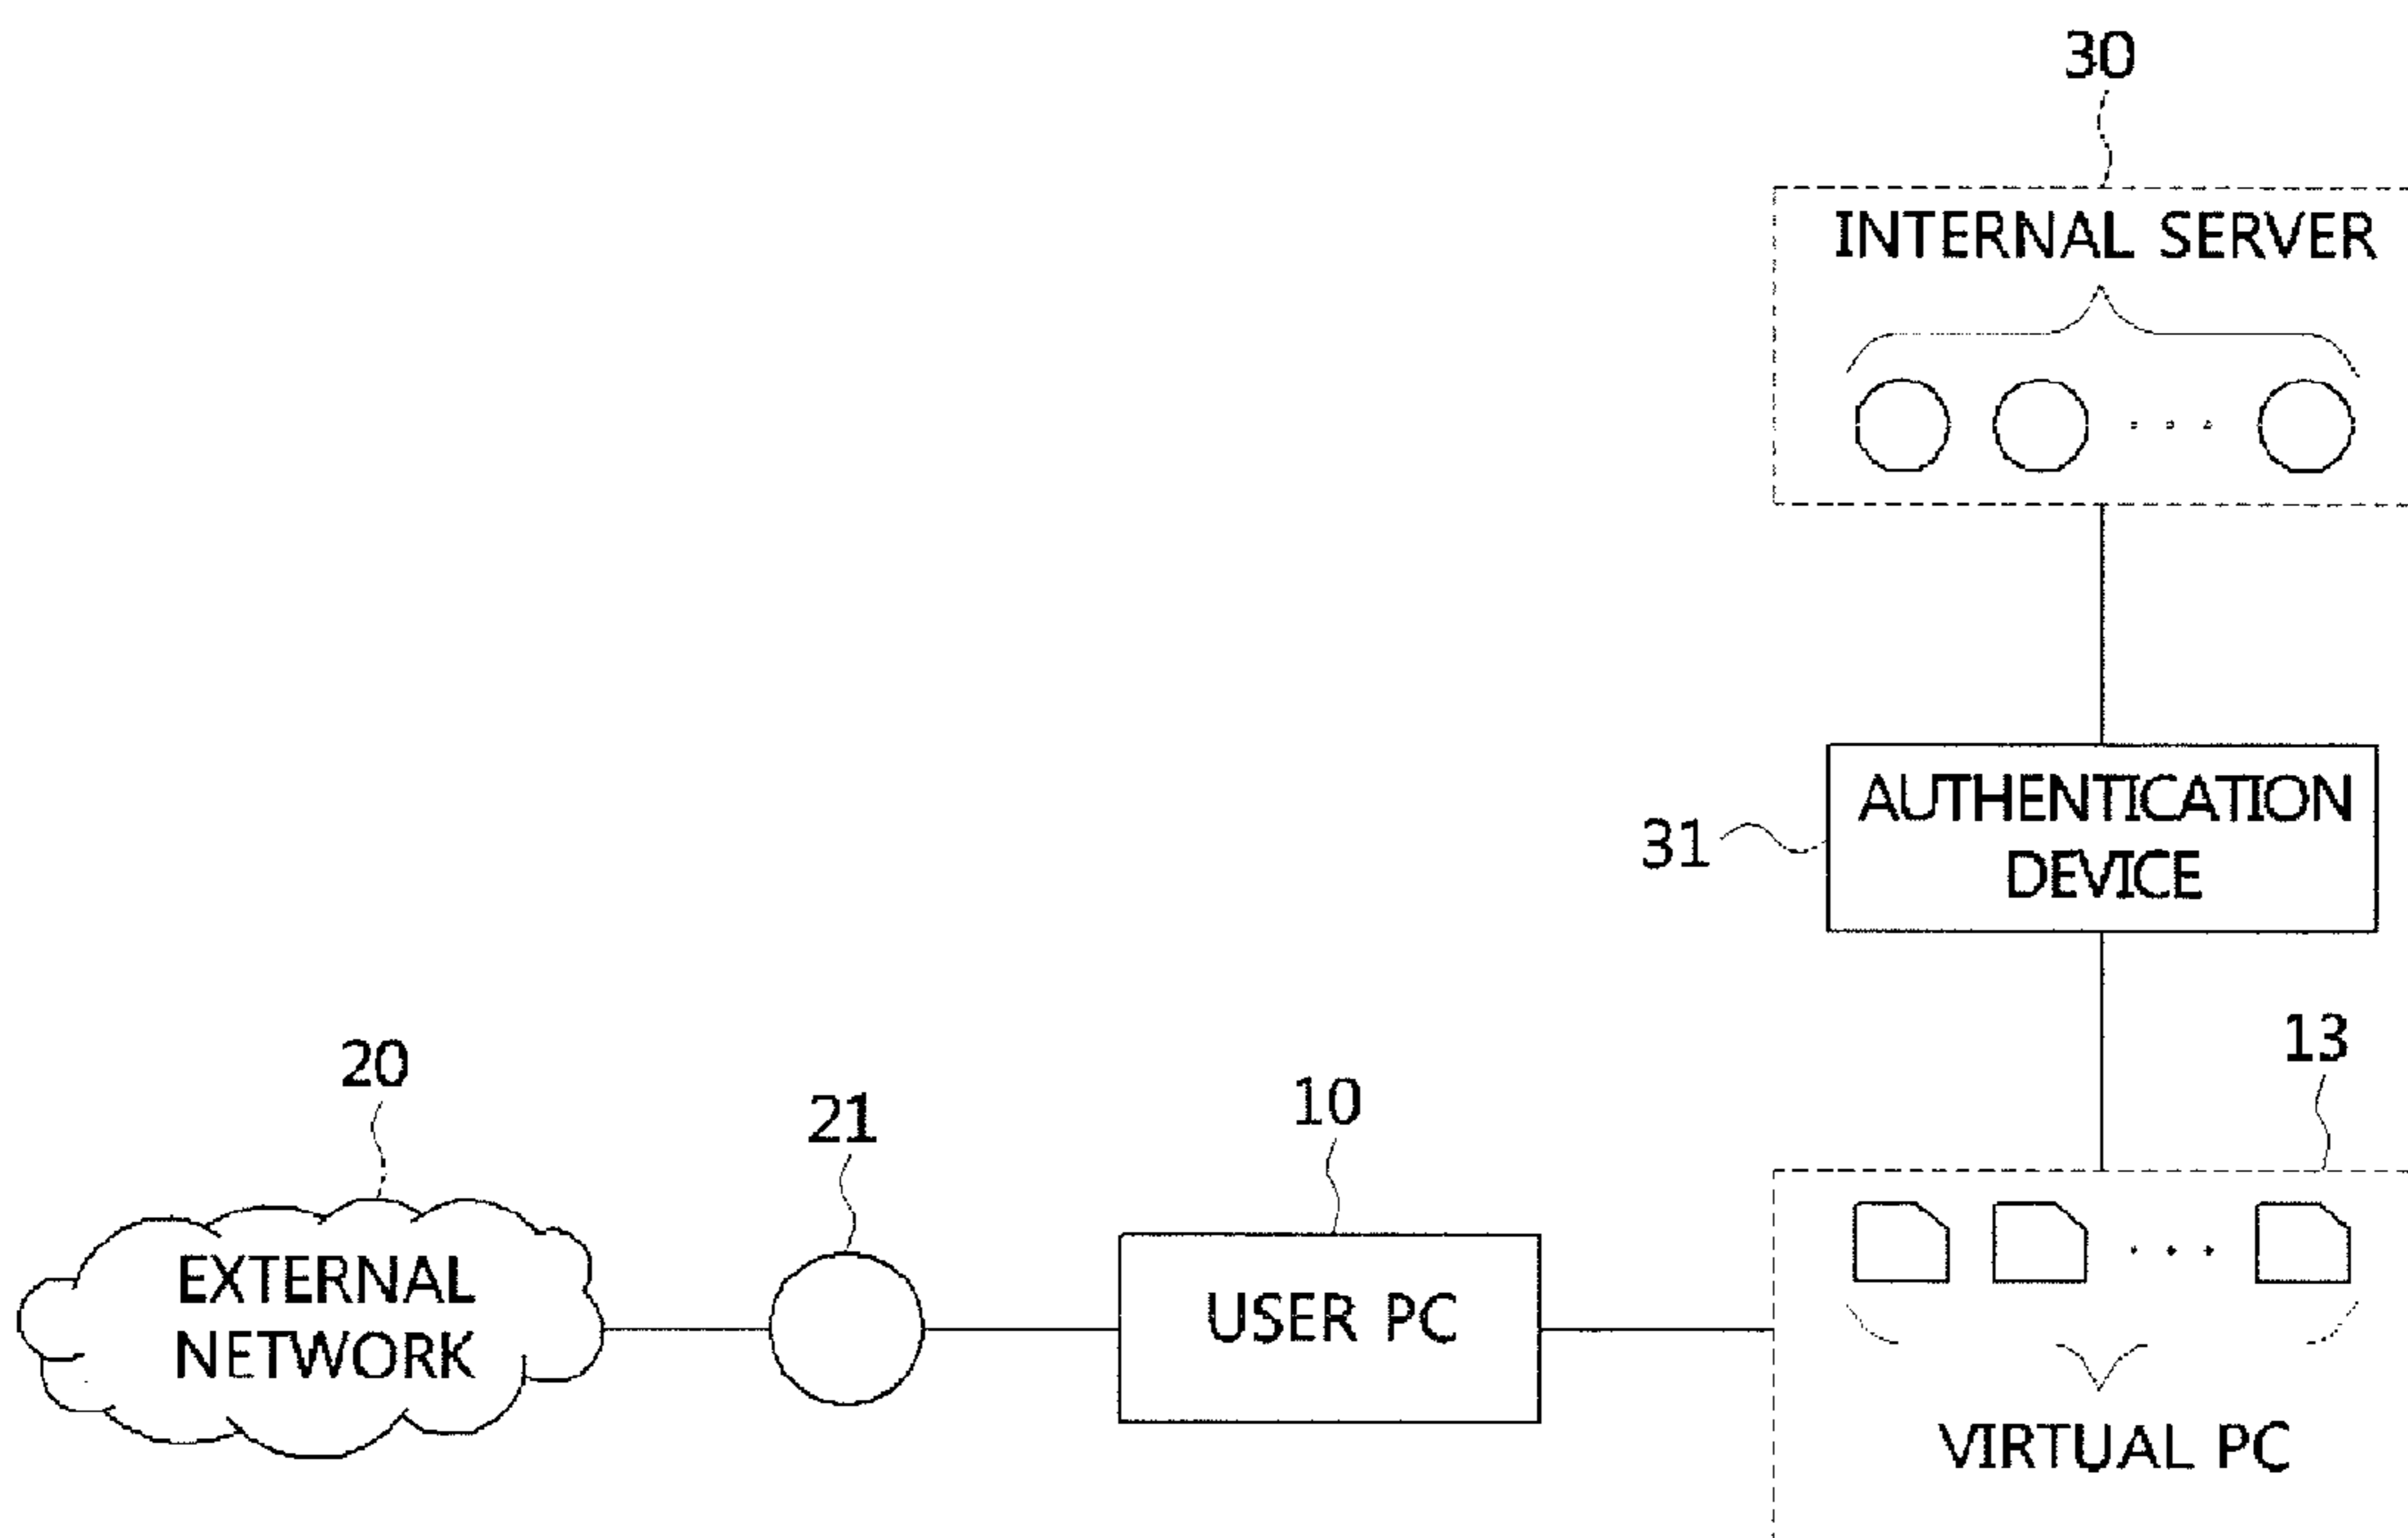 30
INTERNAL SERVER
31
AUTHENTICATION
DEVICE
20
21
10
13
EXTERNAL
NETWORK
USER PC
VIRTUAL PC